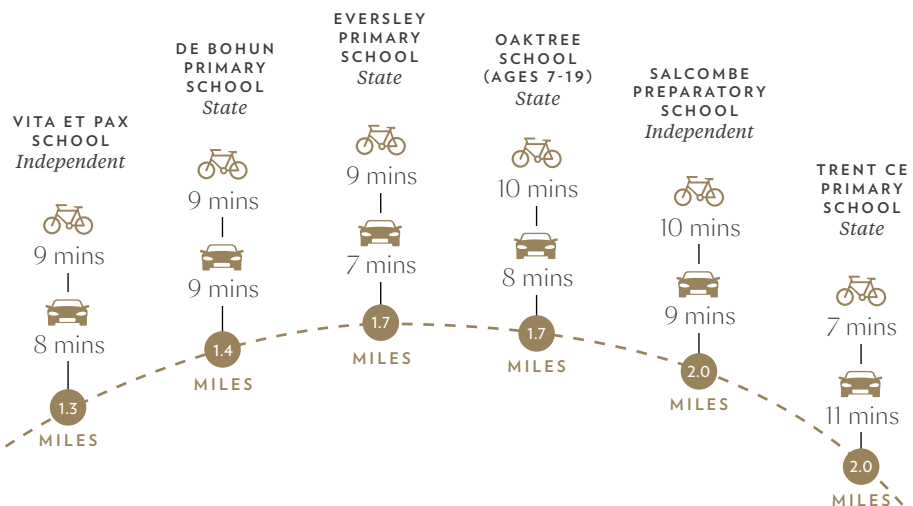 VITA ET PAX
SCHOOL
Independent
9 mins
8 mins
1.3
MILES
DE BOHUN
PRIMARY
SCHOOL
State
9 mins
9 mins
1.4
MILES
EVERSLEY
PRIMARY
SCHOOL
State
9 mins
7 mins
1.7
MILES
OAKTREE
SCHOOL
(AGES 7-19)
State
10 mins
8 mins
1.7
MILES
SALCOMBE
PREPARATORY
SCHOOL
Independent
10 mins
9 mins
2.0
MILES
TRENT CE
PRIMARY
SCHOOL
State
7 mins
11 mins
2.0
MILES